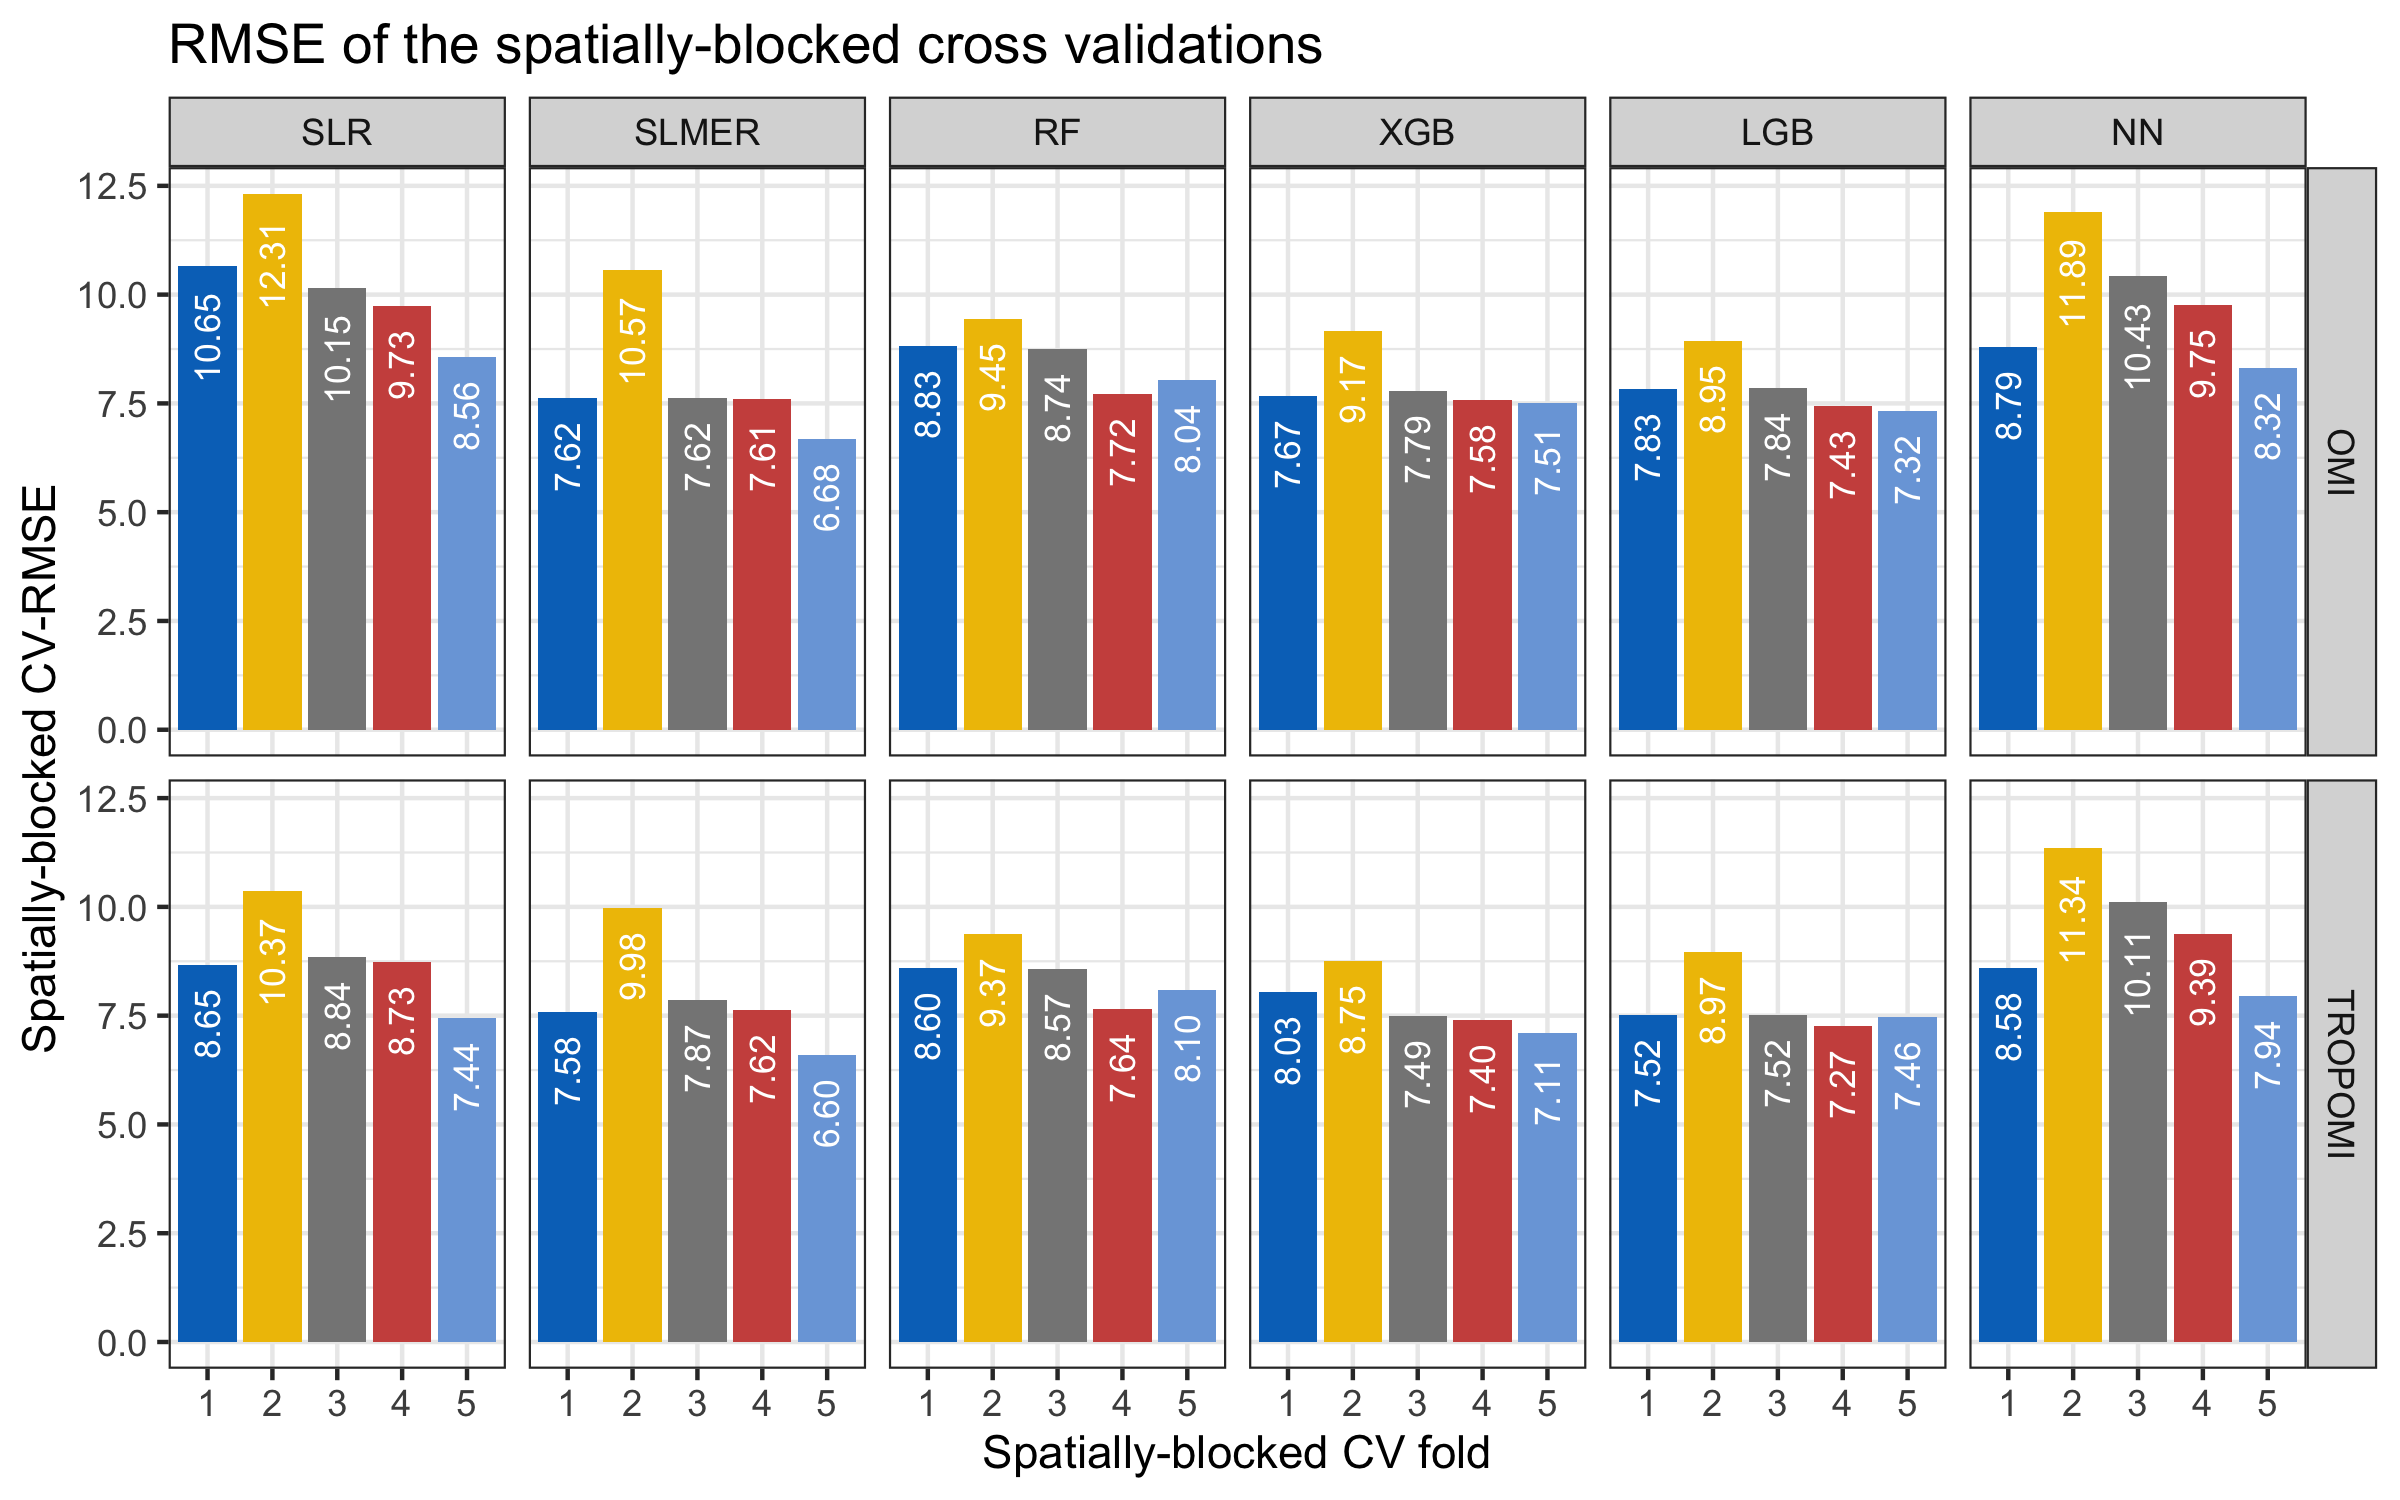 RMSE of the spatially-blocked cross validations
SLR SLMER RF XGB LGB NN
Spatially-blocked CV-RMSE
12.5
10.0
7.5
5.0
2.5
0.0
10.65 12.31 10.15 9.73 8.56
7.62 10.57 7.62 7.61 6.68
8.83 9.45 8.74 7.72 8.04
7.67 9.17 7.79 7.58 7.51
7.83 8.95 7.84 7.43 7.32
8.79 11.89 10.43 9.75 8.32
OMI
12.5
10.0
7.5
5.0
2.5
0.0
8.65 10.37 8.84 8.73 7.44
7.58 9.98 7.87 7.62 6.60
8.60 9.37 8.57 7.64 8.10
8.03 8.75 7.49 7.40 7.11
7.52 8.97 7.52 7.27 7.46
8.58 11.34 10.11 9.39 7.94
TROPOMI
1 2 3 4 5 1 2 3 4 5 1 2 3 4 5 1 2 3 4 5 1 2 3 4 5 1 2 3 4 5
Spatially-blocked CV fold